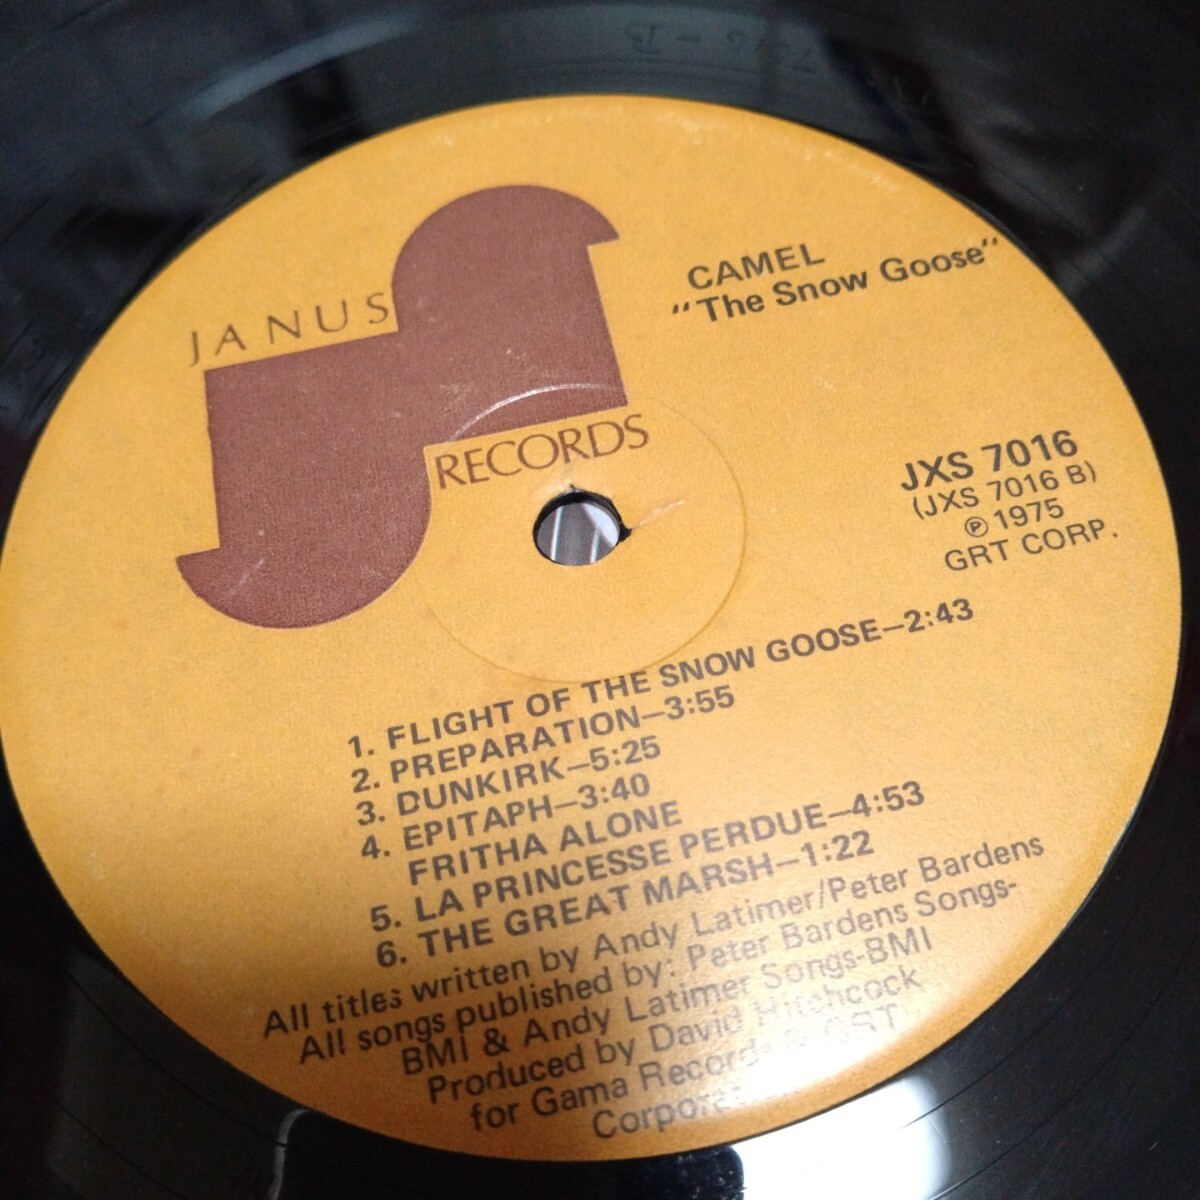 7016-B
JANUS
RECORDS
CAMEL
"The Snow Goose"
JXS 7016
(JXS 7016 B)
℗ 1975
GRT CORP.
1. FLIGHT OF THE SNOW GOOSE—2:43
2. PREPARATION—3:55
3. DUNKIRK—5:25
4. EPITAPH—3:40
FRITHA ALONE
5. LA PRINCESSE PERDUE—4:53
6. THE GREAT MARSH—1:22
All titles written by Andy Latimer/Peter Bardens
All songs published by: Peter Bardens Songs-
BMI & Andy Latimer Songs-BMI
Produced by David Hitchcock
for Gama Records & GRT